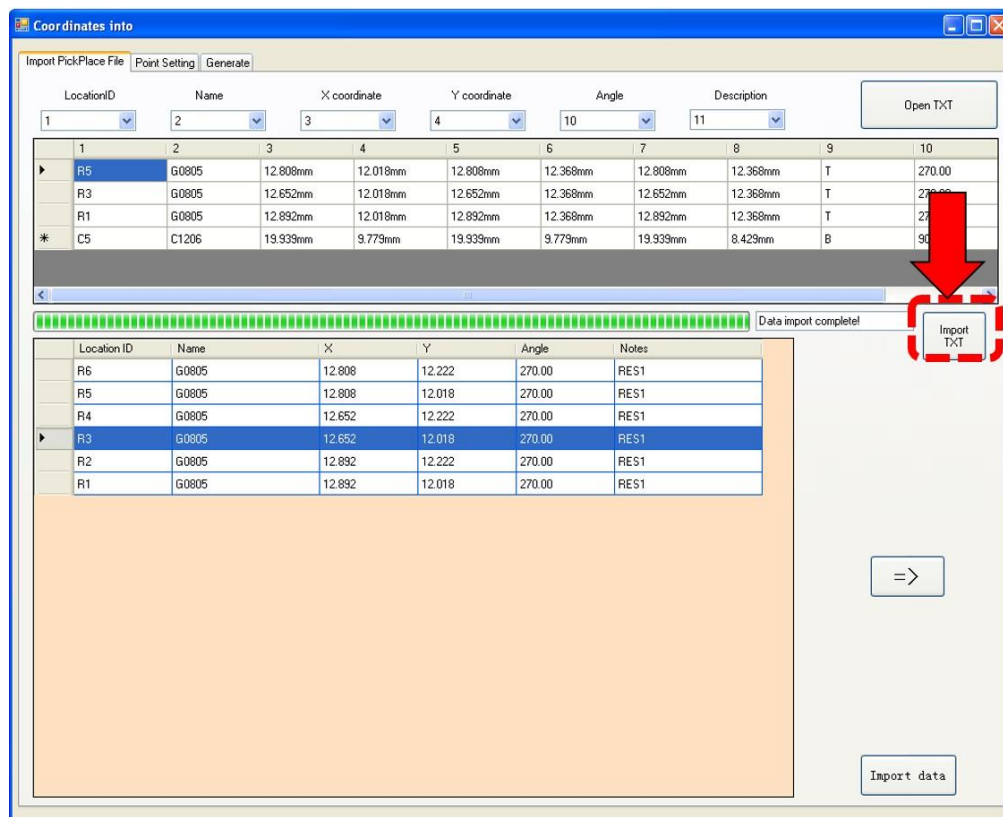 Coordinates into
Import PickPlace File Point Setting Generate
LocationID Name X coordinate Y coordinate Angle Description
1 2 3 4 10 11
Open TXT
1 2 3 4 5 6 7 8 9 10
R5 G0805 12.808mm 12.018mm 12.808mm 12.368mm 12.808mm 12.368mm T 270.00
R3 G0805 12.652mm 12.018mm 12.652mm 12.368mm 12.652mm 12.368mm T
R1 G0805 12.892mm 12.018mm 12.892mm 12.368mm 12.892mm 12.368mm T
C5 C1206 19.939mm 9.779mm 19.939mm 9.779mm 19.939mm 8.429mm B
Data import complete!
Import
TXT
Location ID Name X Y Angle Notes
R6 G0805 12.808 12.222 270.00 RES1
R5 G0805 12.808 12.018 270.00 RES1
R4 G0805 12.652 12.222 270.00 RES1
R3 G0805 12.652 12.018 270.00 RES1
R2 G0805 12.892 12.222 270.00 RES1
R1 G0805 12.892 12.018 270.00 RES1
=>
Import data